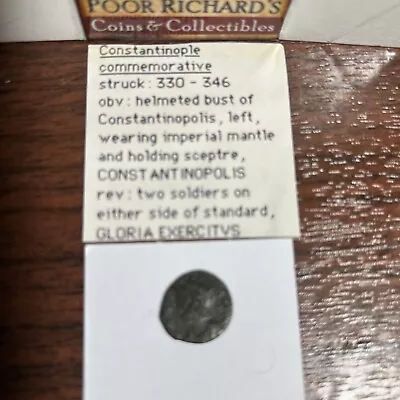 POOR RICHARD'S
Coins & Collectibles
Constantinople
commemorative
struck: 330 - 346
obv: helmeted bust of
Constantinopolis, left,
wearing imperial mantle
and holding sceptre,
CONSTANTINOPOLIS
rev: two soldiers on
either side of standard,
GLORIA EXERCITVS